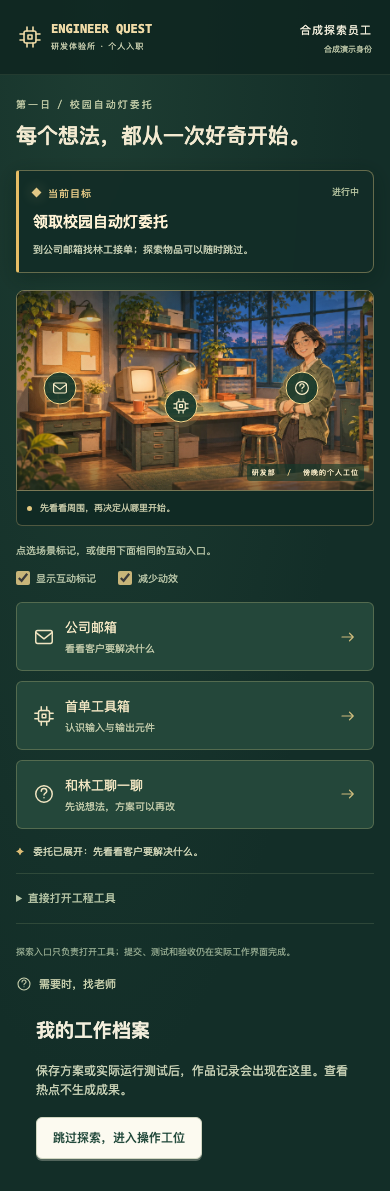 ENGINEER QUEST
研发体验所 · 个人入职
合成探索员工
合成演示身份
第一日 / 校园自动灯委托
每个想法，都从一次好奇开始。
当前目标
进行中
领取校园自动灯委托
到公司邮箱找林工接单；探索物品可以随时跳过。
研发部 / 傍晚的个人工位
先看看周围，再决定从哪里开始。
点选场景标记，或使用下面相同的互动入口。
显示互动标记 减少动效
公司邮箱
看看客户要解决什么
首单工具箱
认识输入与输出元件
和林工聊一聊
先说想法，方案可以再改
委托已展开：先看看客户要解决什么。
直接打开工程工具
探索入口只负责打开工具；提交、测试和验收仍在实际工作界面完成。
需要时，找老师
我的工作档案
保存方案或实际运行测试后，作品记录会出现在这里。查看
热点不生成成果。
跳过探索，进入操作工位